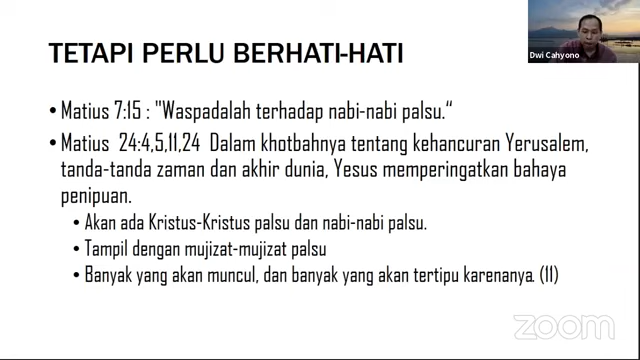 TETAPI PERLU BERHATI-HATI
Dwi Cahyono
• Matius 7:15 : "Waspadalah terhadap nabi-nabi palsu.“
• Matius 24:4,5,11,24 Dalam khotbahnya tentang kehancuran Yerusalem,
tanda-tanda zaman dan akhir dunia, Yesus memperingatkan bahaya
penipuan.
• Akan ada Kristus-Kristus palsu dan nabi-nabi palsu.
• Tampil dengan mujizat-mujizat palsu
• Banyak yang akan muncul, dan banyak yang akan tertipu karenanya. (11)
zoom